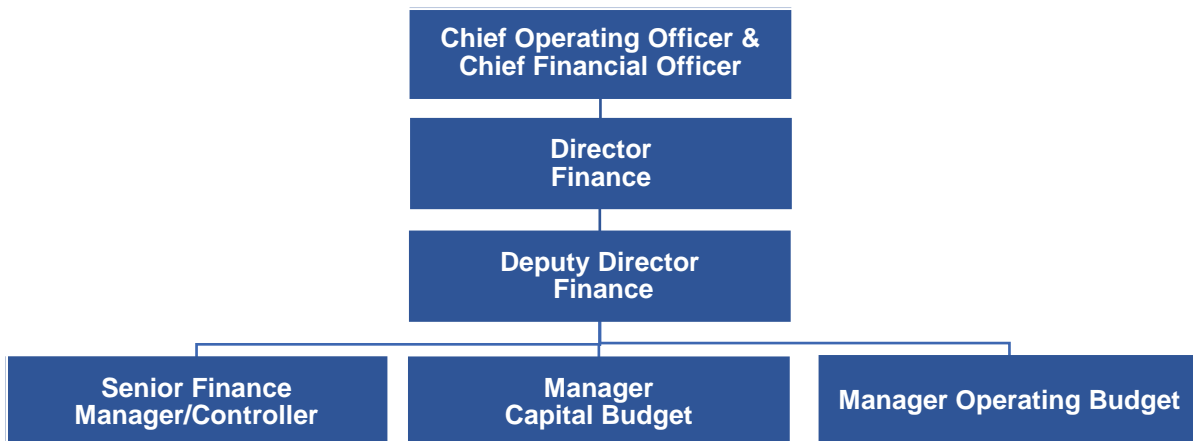 Chief Operating Officer &
Chief Financial Officer
Director
Finance
Deputy Director
Finance
Senior Finance
Manager/Controller
Manager
Capital Budget
Manager Operating Budget